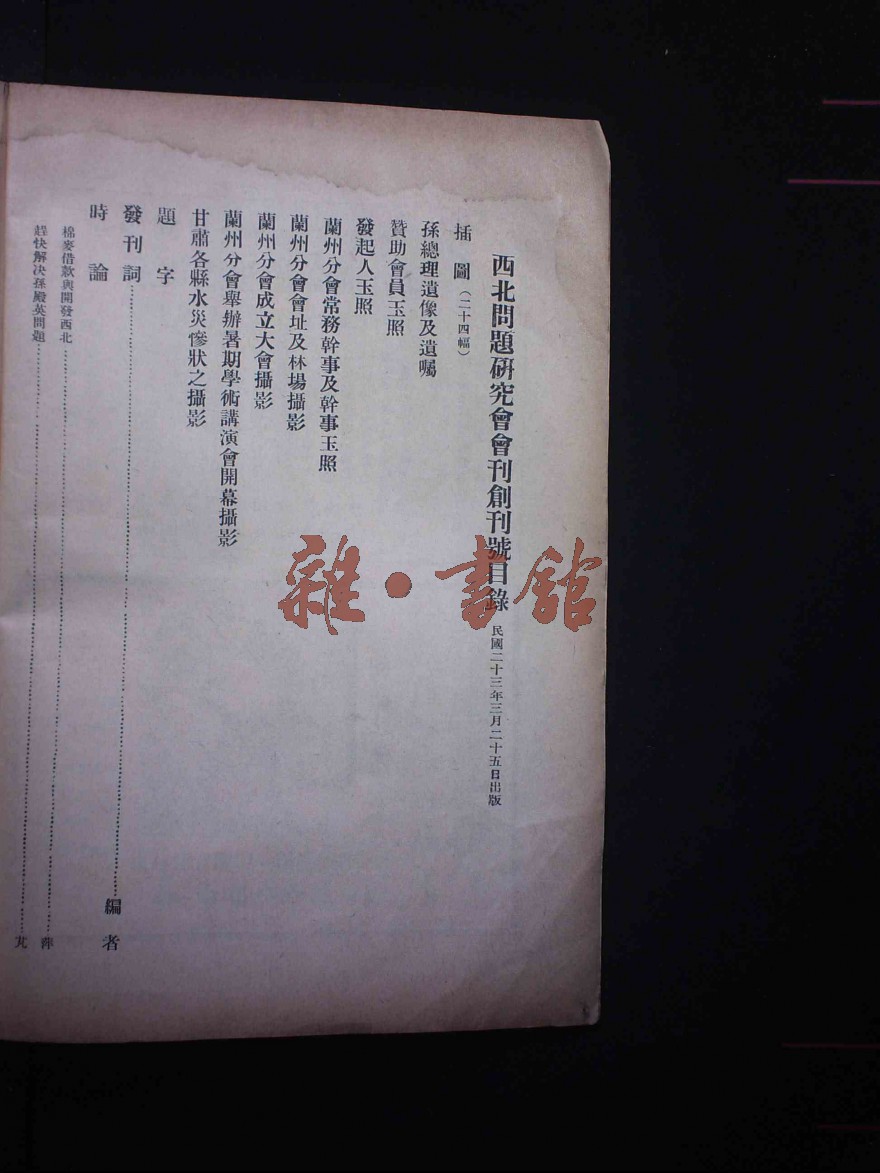 西北問題研究會會刊創刊號目錄 民國二十三年三月二十五日出版
插圖（二十四幅）
孫總理遺像及遺囑
贊助會員玉照
發起人玉照
蘭州分會常務幹事及幹事玉照
蘭州分會會址及林場攝影
蘭州分會成立大會攝影
蘭州分會舉辦暑期學術講演會開幕攝影
甘肅各縣水災慘狀之攝影
題字
發刊詞 編者
時論
棉麥借款與開發西北 萍
趕快解決孫殿英問題
雜·書館